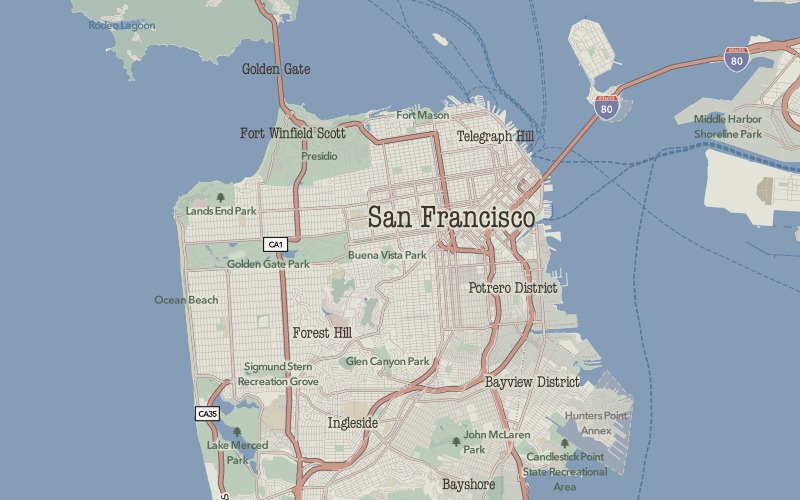 Rodeo Lagoon
Golden Gate
INTERSTATE
80
INTERSTATE
80
Fort Mason
Middle Harbor
Shoreline Park
Fort Winfield Scott
Telegraph Hill
Presidio
Lands End Park
San Francisco
CA1
Buena Vista Park
Golden Gate Park
Potrero District
Ocean Beach
Forest Hill
Glen Canyon Park
Sigmund Stern
Recreation Grove
Bayview District
CA35
Hunters Point
Annex
Ingleside
Lake Merced
Park
John McLaren
Park
Candlestick Point
State Recreational
Area
Bayshore